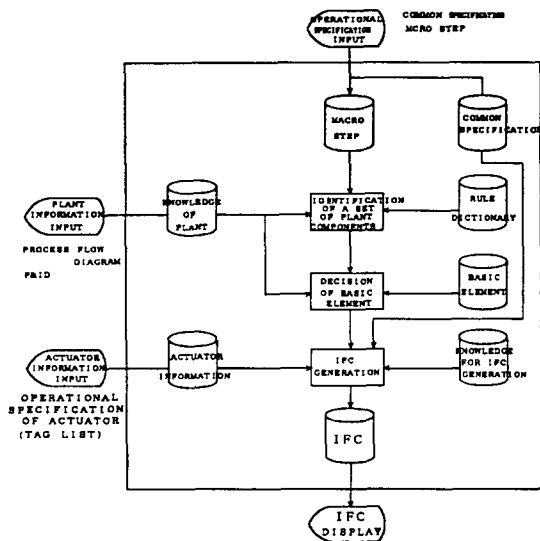 OPERATIONAL
SPECIFICATION
INPUT
COMMON SPECIFICATION
MCRO STEP
MACRO
STEP
COMMON
SPECIFICATION
PLANT
INFORMATION
INPUT
KNOWLEDGE
OF
PLANT
IDENTIFICATION
OF A SET
OF PLANT
COMPONENTS
RULE
DICTIONARY
PROCESS FLOW
DIAGRAM
P&ID
DECISION
OF BASIC
ELEMENT
BASIC
ELEMENT
ACTUATOR
INFORMATION
INPUT
ACTUATOR
INFORMATION
IFC
GENERATION
KNOWLEDGE
FOR IFC
GENERATION
OPERATIONAL
SPECIFICATION
OF ACTUATOR
(TAG LIST)
IFC
IFC
DISPLAY